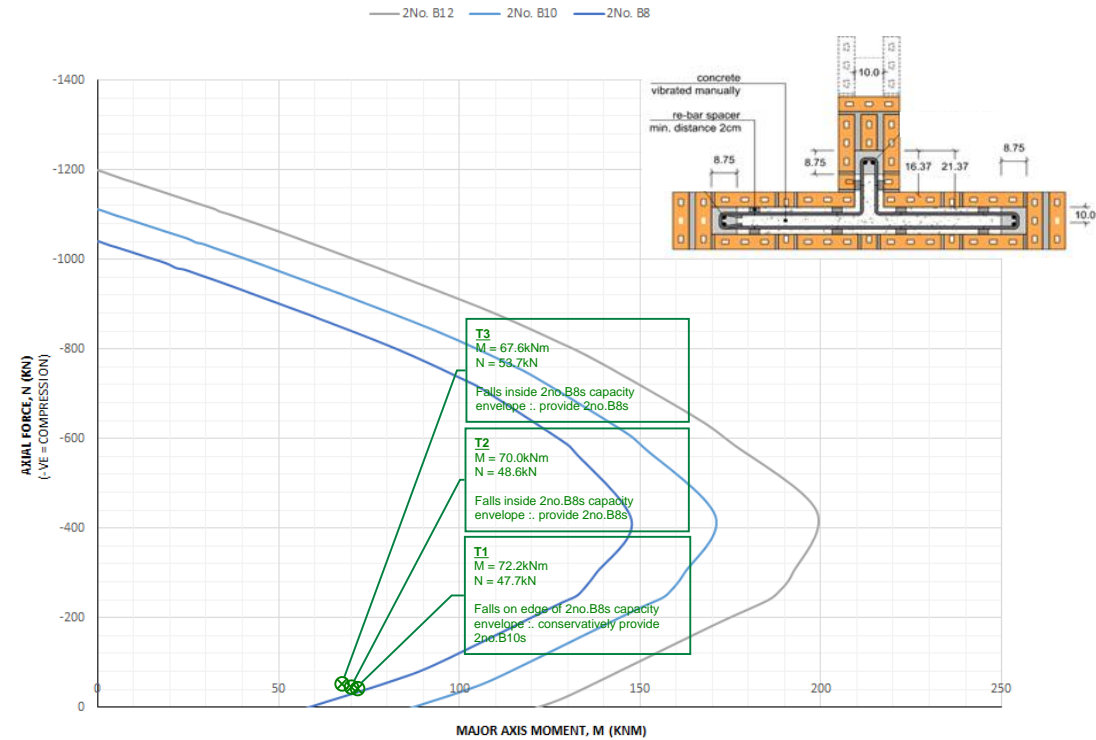 2No. B12 2No. B10 2No. B8
concrete
vibrated manually
re-bar spacer
min. distance 2cm
10.0
8.75
8.75
16.37
21.37
8.75
10.0
-1400
-1200
-1000
-800
-600
-400
-200
0
AXIAL FORCE, N (KN)
(-VE = COMPRESSION)
T3
M = 67.6kNm
N = 53.7kN
Falls inside 2no.B8s capacity
envelope :. provide 2no.B8s
T2
M = 70.0kNm
N = 48.6kN
Falls inside 2no.B8s capacity
envelope :. provide 2no.B8s
T1
M = 72.2kNm
N = 47.7kN
Falls on edge of 2no.B8s capacity
envelope :. conservatively provide
2no.B10s
0 50 100 150 200 250
MAJOR AXIS MOMENT, M (KNM)